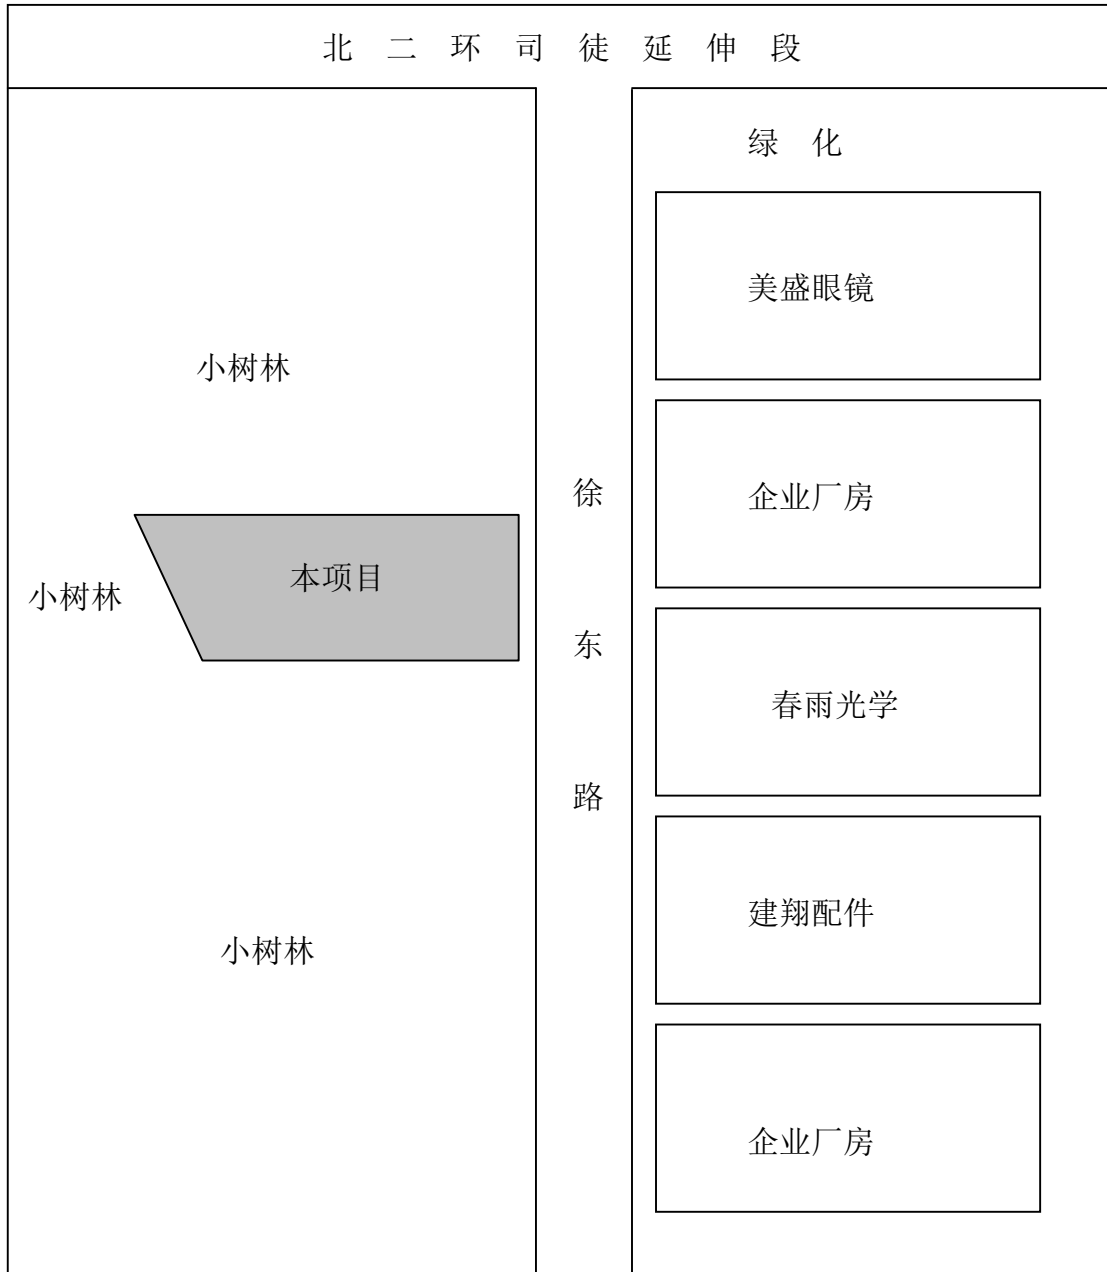 北二环司徒延伸段
绿化
美盛眼镜
小树林
企业厂房
徐东路
本项目
小树林
春雨光学
建翔配件
小树林
企业厂房